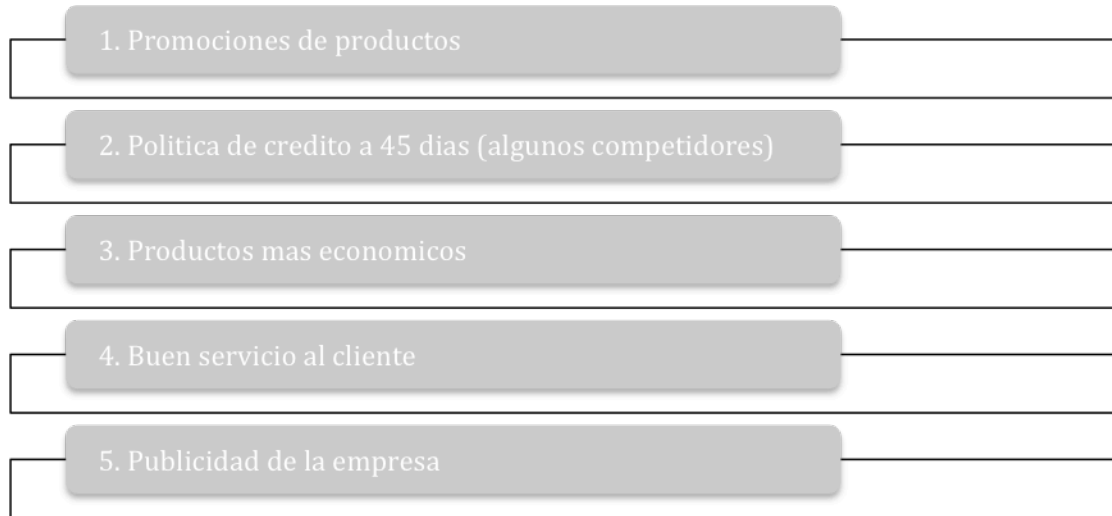 1. Promociones de productos
2. Politica de credito a 45 dias (algunos competidores)
3. Productos mas economicos
4. Buen servicio al cliente
5. Publicidad de la empresa